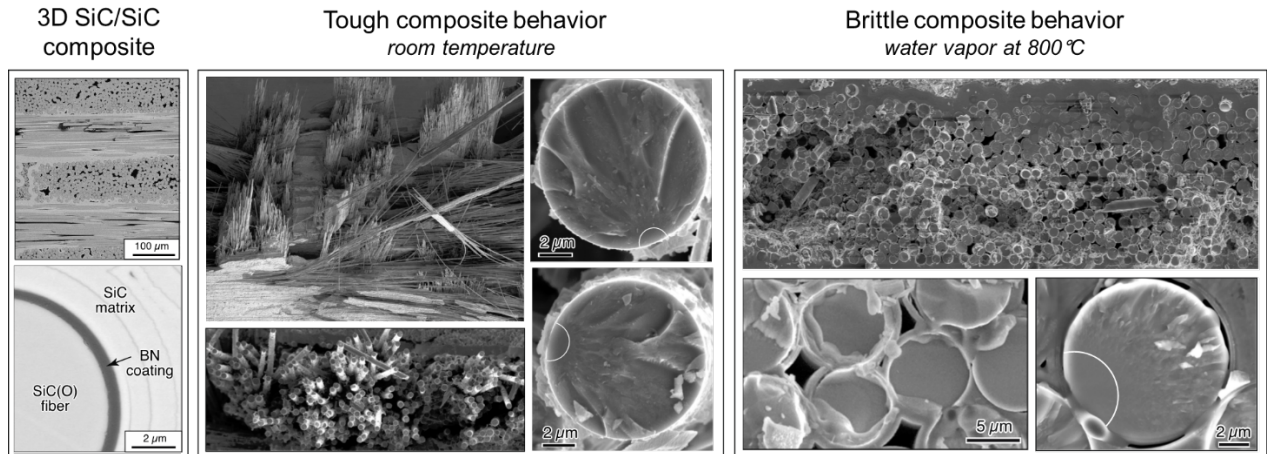 3D SiC/SiC
composite
100 µm
SiC
matrix
BN
coating
SiC(O)
fiber
2 µm
Tough composite behavior
room temperature
2 µm
2 µm
Brittle composite behavior
water vapor at 800°C
5 µm
2 µm